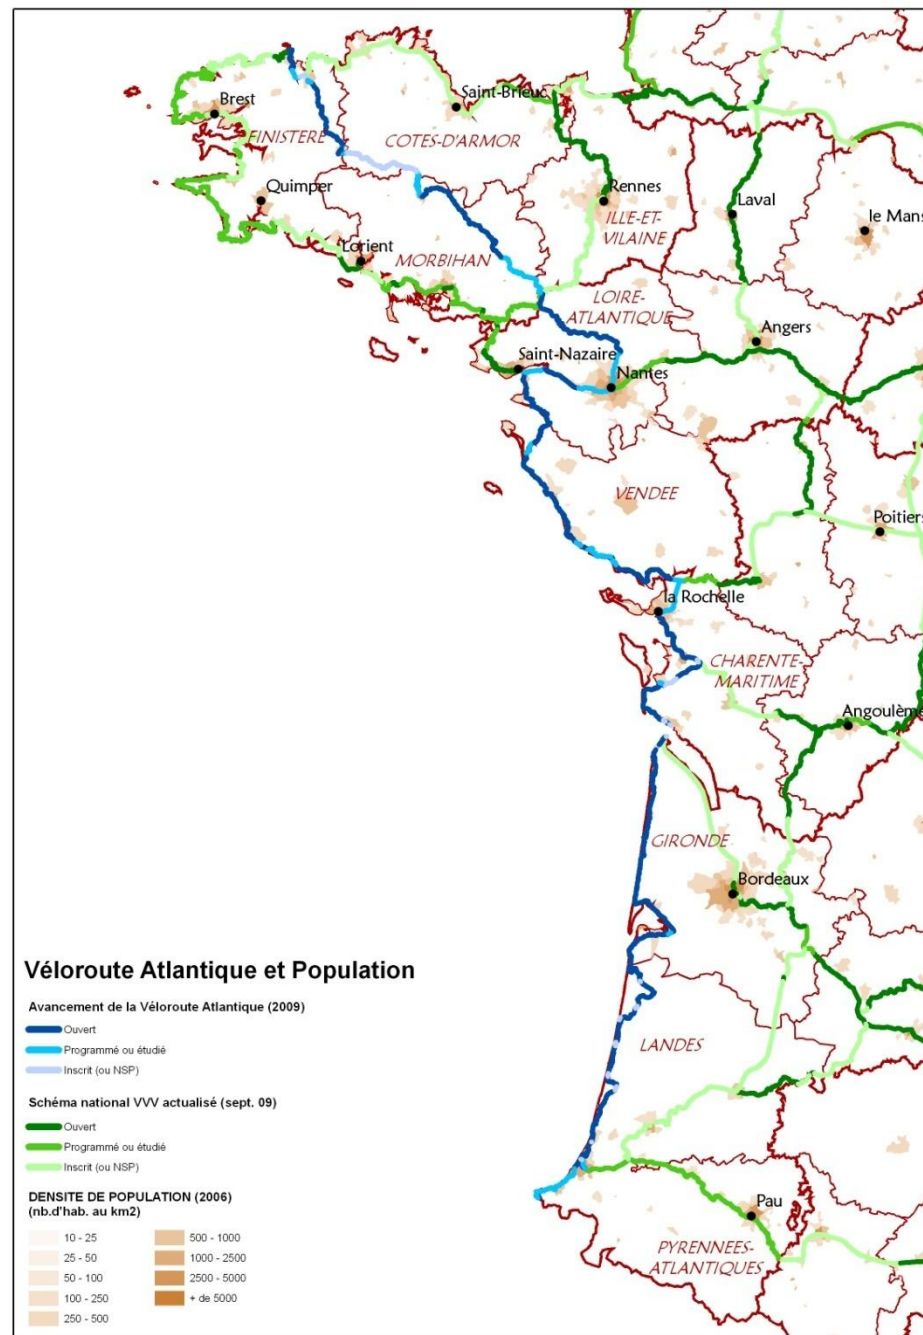 Brest
FINISTERE
Saint-Brieuc
COTES-D'ARMOR
Quimper
Rennes
ILLE-ET-
VILAINE
Laval
le Mans
Lorient
MORBIHAN
LOIRE-
ATLANTIQUE
Angers
Saint-Nazaire
Nantes
VENDEE
Poitiers
la Rochelle
CHARENTE-
MARITIME
Angoulême
GIRONDE
Bordeaux
LANDES
Pau
PYRENNEES-
ATLANTIQUES
Véloroute Atlantique et Population
Avancement de la Véloroute Atlantique (2009)
Ouvert
Programmé ou étudié
Inscrit (ou NSP)
Schéma national VVV actualisé (sept. 09)
Ouvert
Programmé ou étudié
Inscrit (ou NSP)
DENSITE DE POPULATION (2006)
(nb.d'hab. au km2)
10 - 25
25 - 50
50 - 100
100 - 250
250 - 500
500 - 1000
1000 - 2500
2500 - 5000
+ de 5000